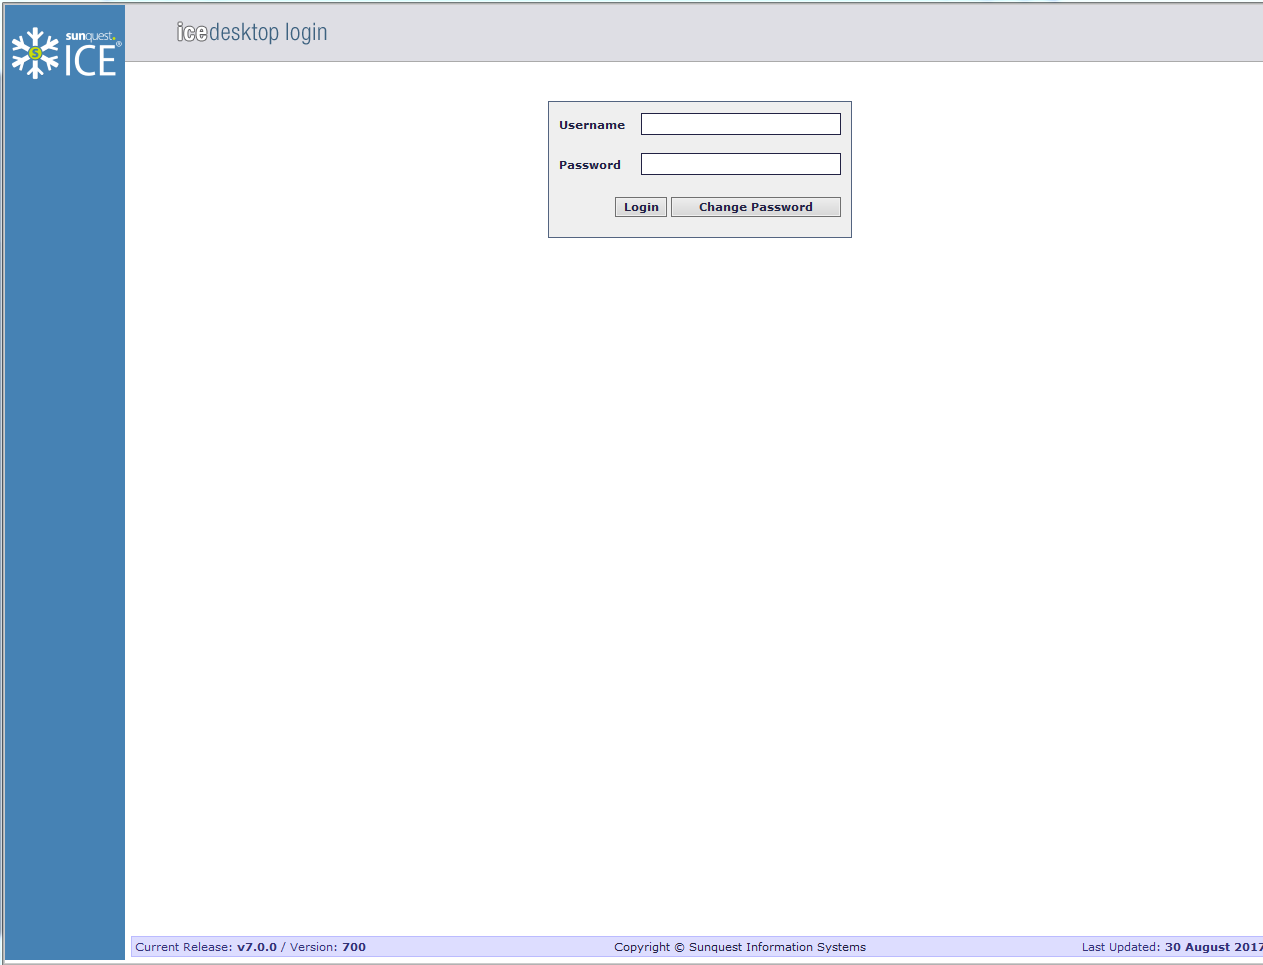 sunquest.
ICE®
icedesktop login
Username
Password
Login
Change Password
Current Release: v7.0.0 / Version: 700
Copyright © Sunquest Information Systems
Last Updated: 30 August 2017